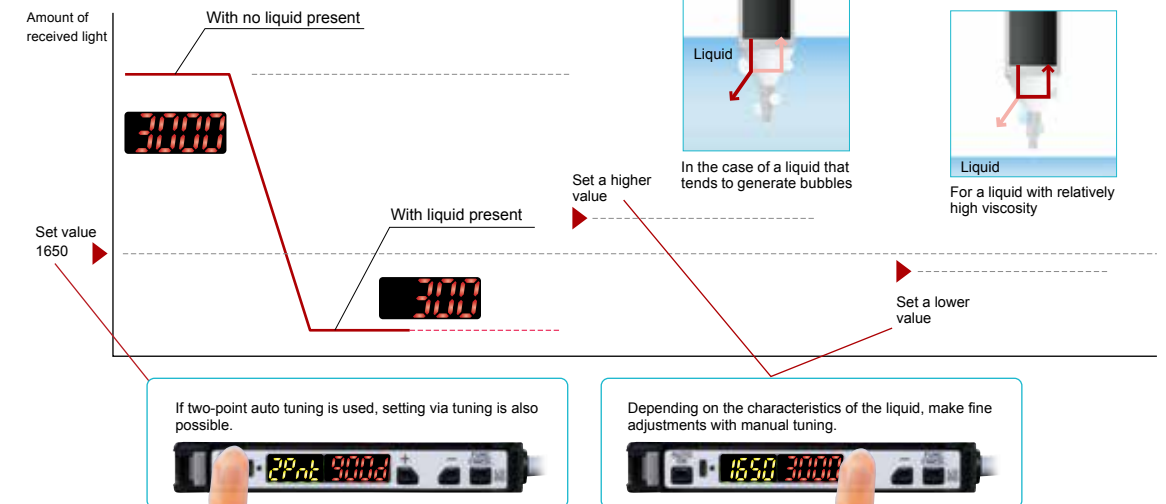 Amount of
received light
With no liquid present
3000
With liquid present
300
Set value
1650
Set a higher
value
Set a lower
value
Liquid
In the case of a liquid that
tends to generate bubbles
Liquid
For a liquid with relatively
high viscosity
If two-point auto tuning is used, setting via tuning is also
possible.
2Pnt 900d
+ -
Depending on the characteristics of the liquid, make fine
adjustments with manual tuning.
1650 3000
-